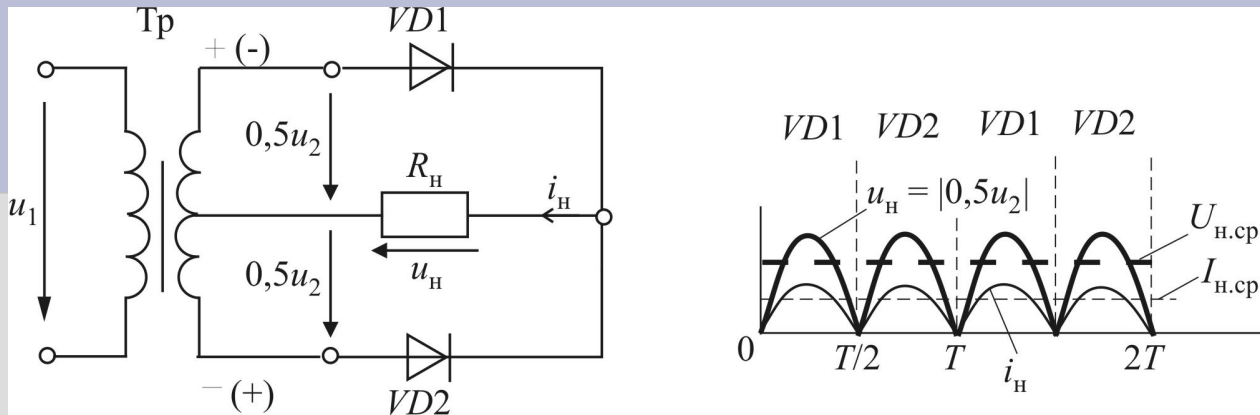 Тр
+ (-)
VD1
0,5u₂
Rн
iн
u₁
uн
0,5u₂
− (+)
VD2
VD1 VD2 VD1 VD2
uн = |0,5u₂|
Uн.ср
Iн.ср
0 T/2 T iн 2T